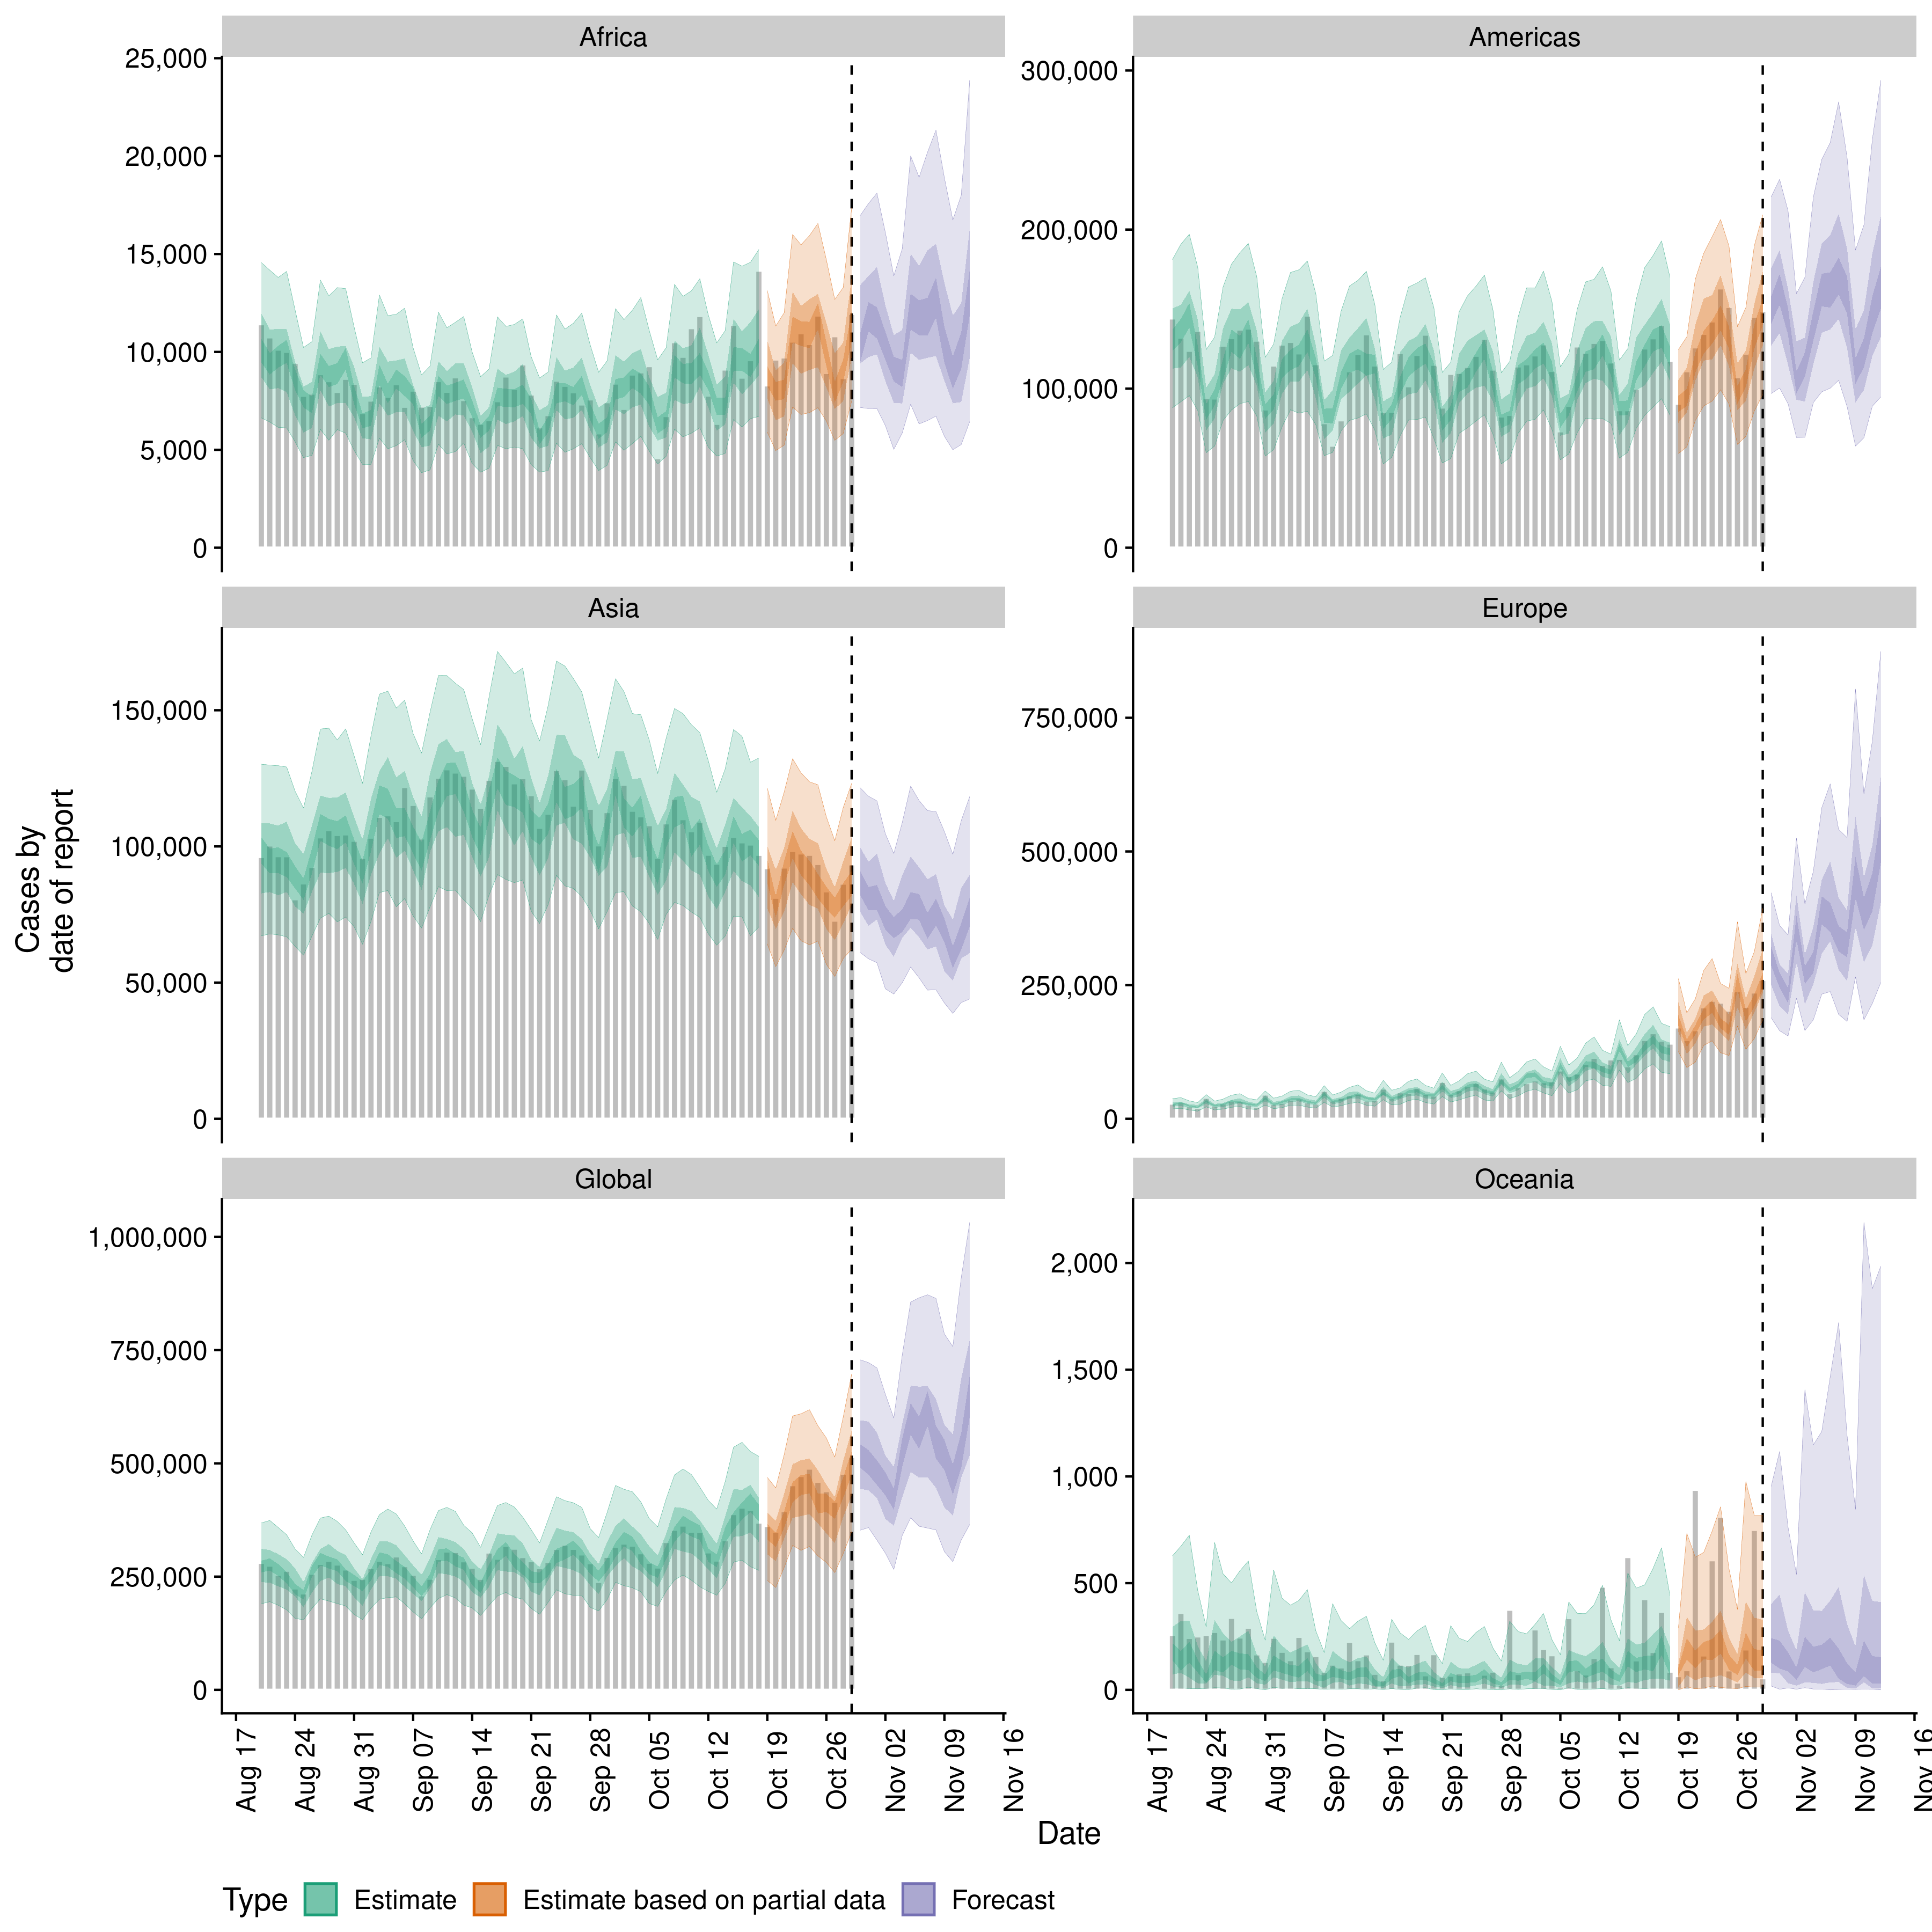 Africa
Americas
25,000
20,000
15,000
10,000
5,000
0
300,000
200,000
100,000
0
Asia
Europe
150,000
100,000
50,000
0
750,000
500,000
250,000
0
Global
Oceania
1,000,000
750,000
500,000
250,000
0
2,000
1,500
1,000
500
0
Cases by
date of report
Aug 17
Aug 24
Aug 31
Sep 07
Sep 14
Sep 21
Sep 28
Oct 05
Oct 12
Oct 19
Oct 26
Nov 02
Nov 09
Nov 16
Aug 17
Aug 24
Aug 31
Sep 07
Sep 14
Sep 21
Sep 28
Oct 05
Oct 12
Oct 19
Oct 26
Nov 02
Nov 09
Nov 16
Date
Type Estimate Estimate based on partial data Forecast